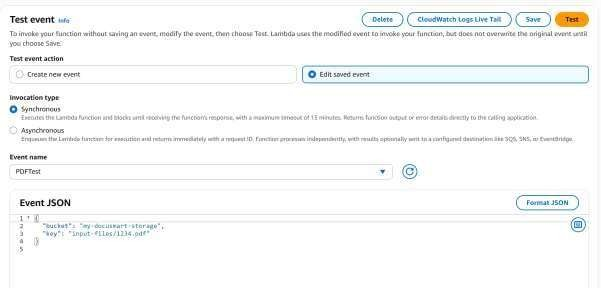 Test event Info
Delete
CloudWatch Logs Live Tail
Save
Test
To invoke your function without saving an event, modify the event, then choose Test. Lambda uses the modified event to invoke your function, but does not overwrite the original event until
you choose Save.
Test event action
Create new event
Edit saved event
Invocation type
Synchronous
Executes the Lambda function and blocks until receiving the function's response, with a maximum timeout of 15 minutes. Returns function output or error details directly to the calling application.
Asynchronous
Enqueues the Lambda function for execution and returns immediately with a request ID. Function processes independently, with results optionally sent to a configured destination like SQS, SNS, or EventBridge.
Event name
PDFTest
Event JSON
Format JSON
1 {
2 "bucket": "my-docusmart-storage",
3 "key": "input-files/1234.pdf"
4 }
5